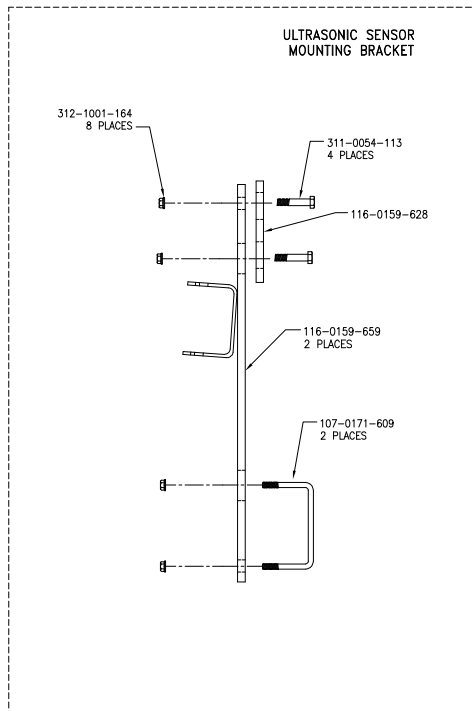 ULTRASONIC SENSOR
MOUNTING BRACKET
312-1001-164
8 PLACES
311-0054-113
4 PLACES
116-0159-628
116-0159-659
2 PLACES
107-0171-609
2 PLACES